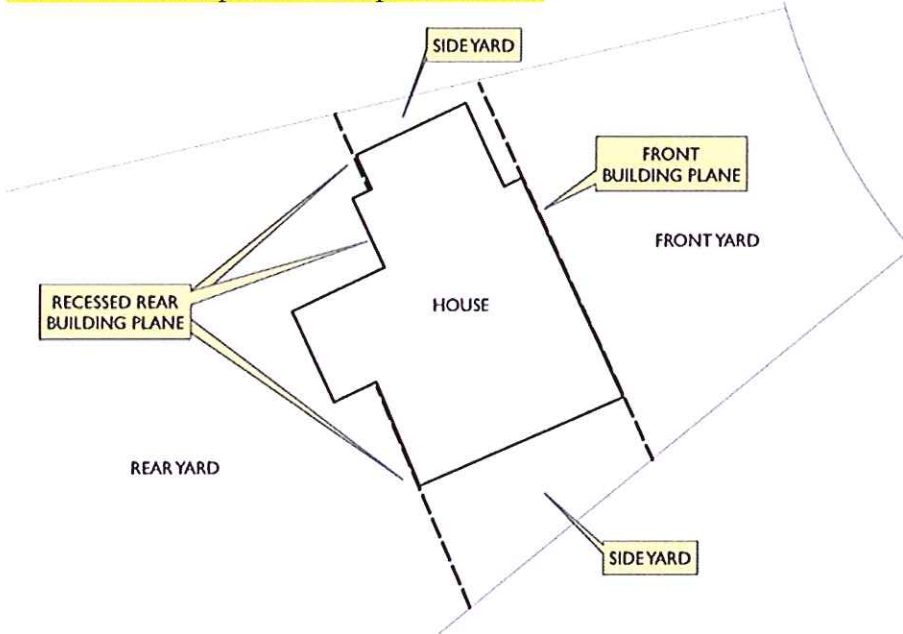 SIDE YARD
FRONT
BUILDING PLANE
FRONT YARD
RECESSED REAR
BUILDING PLANE
HOUSE
REAR YARD
SIDE YARD